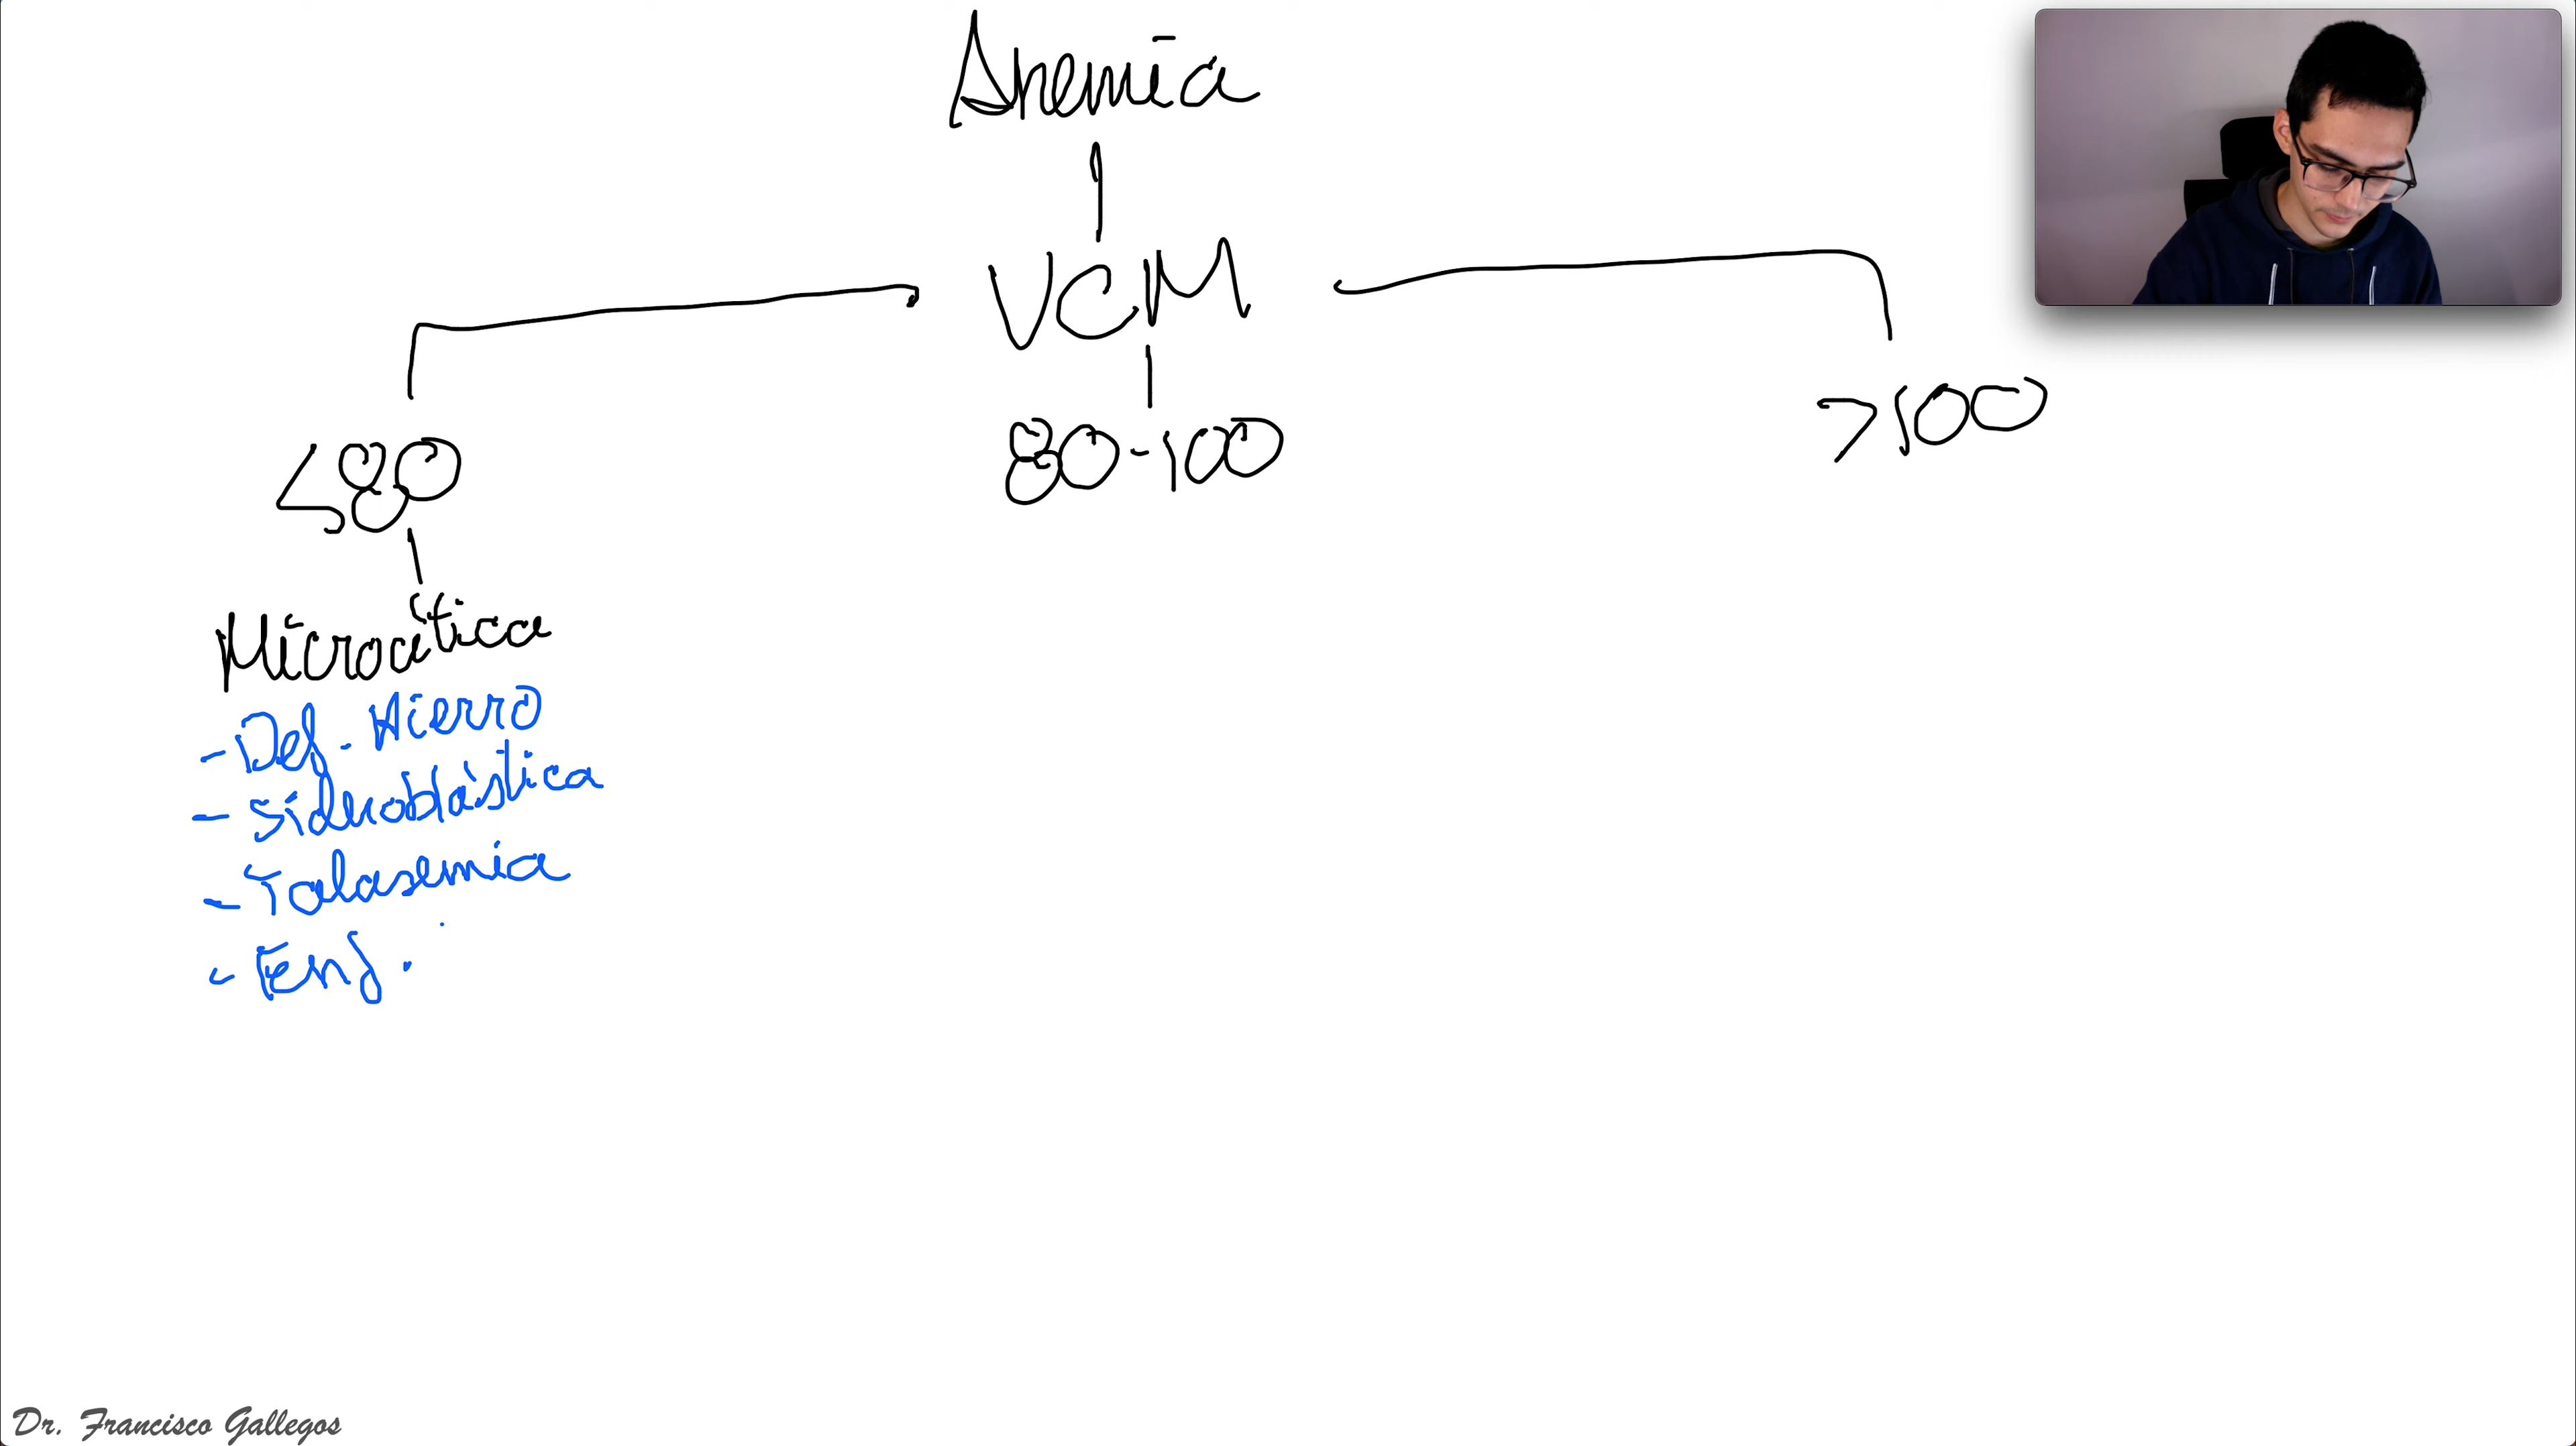 Anemia
VCM
<80
80-100
>100
Microcítica
- Def. Hierro
- Sideroblástica
- Talasemia
- Enf.
Dr. Francisco Gallegos